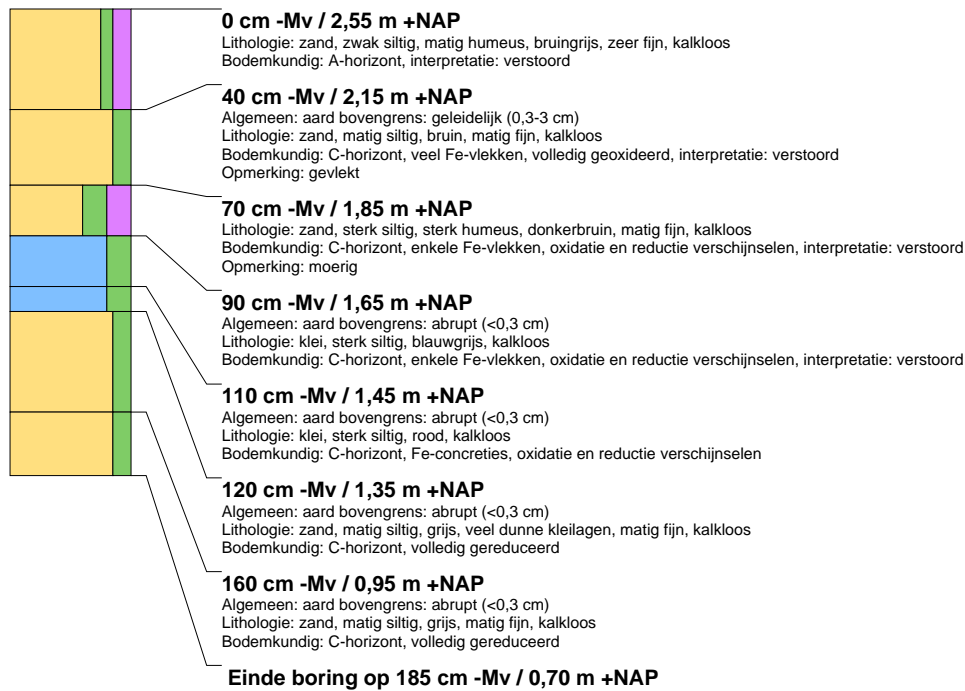 0 cm -Mv / 2,55 m +NAP
Lithologie: zand, zwak siltig, matig humeus, bruingrijs, zeer fijn, kalkloos
Bodemkundig: A-horizont, interpretatie: verstoord
40 cm -Mv / 2,15 m +NAP
Algemeen: aard bovengrens: geleidelijk (0,3-3 cm)
Lithologie: zand, matig siltig, bruin, matig fijn, kalkloos
Bodemkundig: C-horizont, veel Fe-vlekken, volledig geoxideerd, interpretatie: verstoord
Opmerking: gevlekt
70 cm -Mv / 1,85 m +NAP
Lithologie: zand, sterk siltig, sterk humeus, donkerbruin, matig fijn, kalkloos
Bodemkundig: C-horizont, enkele Fe-vlekken, oxidatie en reductie verschijnselen, interpretatie: verstoord
Opmerking: moerig
90 cm -Mv / 1,65 m +NAP
Algemeen: aard bovengrens: abrupt (<0,3 cm)
Lithologie: klei, sterk siltig, blauwgrijs, kalkloos
Bodemkundig: C-horizont, enkele Fe-vlekken, oxidatie en reductie verschijnselen, interpretatie: verstoord
110 cm -Mv / 1,45 m +NAP
Algemeen: aard bovengrens: abrupt (<0,3 cm)
Lithologie: klei, sterk siltig, rood, kalkloos
Bodemkundig: C-horizont, Fe-concreties, oxidatie en reductie verschijnselen
120 cm -Mv / 1,35 m +NAP
Algemeen: aard bovengrens: abrupt (<0,3 cm)
Lithologie: zand, matig siltig, grijs, veel dunne kleilagen, matig fijn, kalkloos
Bodemkundig: C-horizont, volledig gereduceerd
160 cm -Mv / 0,95 m +NAP
Algemeen: aard bovengrens: abrupt (<0,3 cm)
Lithologie: zand, matig siltig, grijs, matig fijn, kalkloos
Bodemkundig: C-horizont, volledig gereduceerd
Einde boring op 185 cm -Mv / 0,70 m +NAP